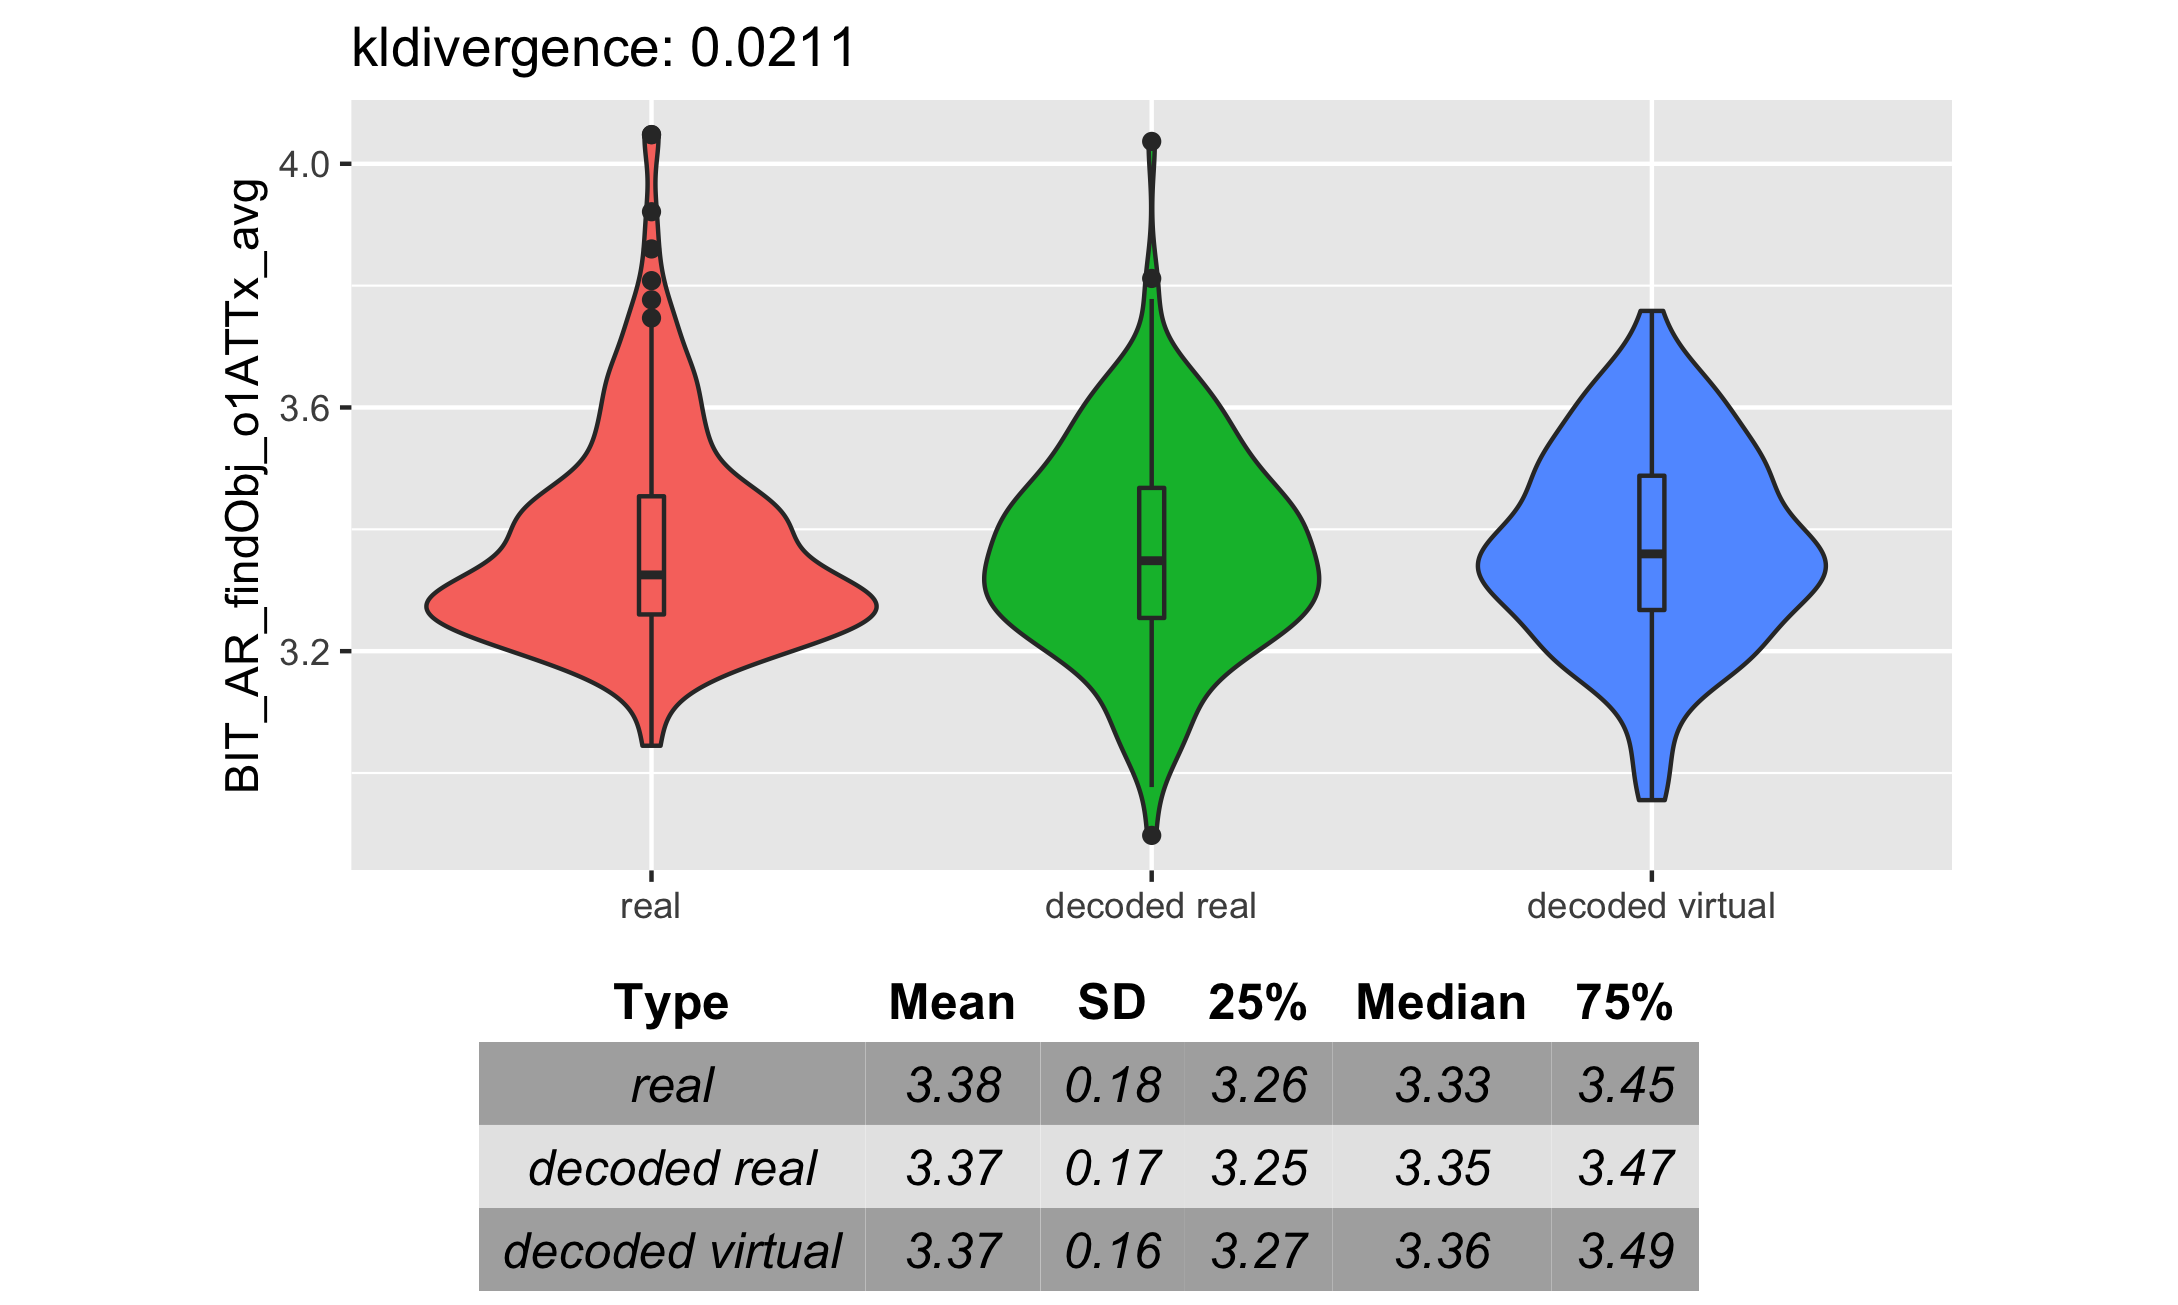 kldivergence: 0.0211
BIT_AR_findObj_o1ATTx_avg
4.0
3.6
3.2
real decoded real decoded virtual
Type Mean SD 25% Median 75%
real 3.38 0.18 3.26 3.33 3.45
decoded real 3.37 0.17 3.25 3.35 3.47
decoded virtual 3.37 0.16 3.27 3.36 3.49